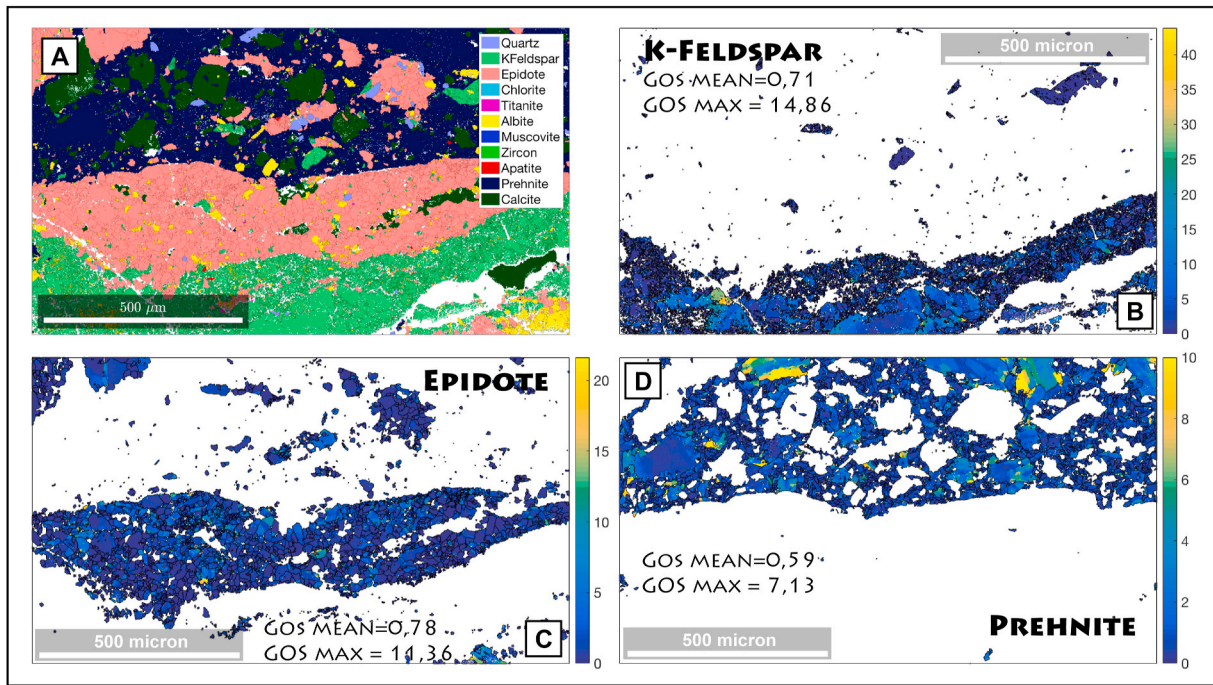 A
Quartz
KFeldspar
Epidote
Chlorite
Titanite
Albite
Muscovite
Zircon
Apatite
Prehnite
Calcite
500 μm
K-Feldspar
GOS MEAN=0,71
GOS MAX = 14,86
500 micron
40
35
30
25
20
15
10
5
0
B
Epidote
GOS MEAN=0,78
GOS MAX = 11,36
500 micron
C
20
15
10
5
0
D
GOS MEAN=0,59
GOS MAX = 7,13
500 micron
Prehnite
10
8
6
4
2
0